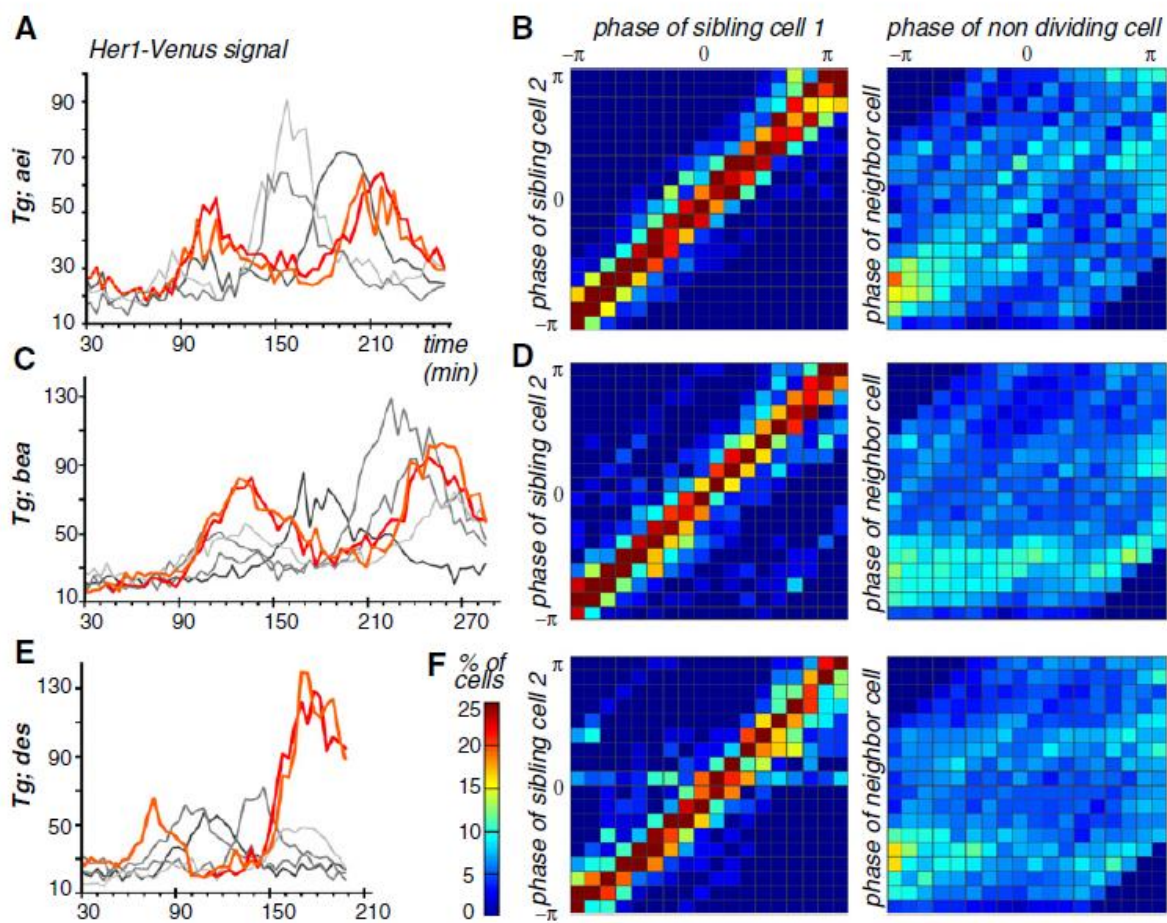 A
Her1-Venus signal
Tg; aei
90
70
50
30
10
30 90 150 210 time
(min)
B
phase of sibling cell 1
−π 0 π
phase of sibling cell 2
π
0
−π
phase of non dividing cell
−π 0 π
phase of neighbor cell
C
Tg; bea
130
90
50
10
30 90 150 210 270
D
phase of sibling cell 2
π
0
−π
phase of neighbor cell
E
Tg; des
130
90
50
10
30 90 150 210
F
% of
cells
25
20
15
10
5
0
phase of sibling cell 2
π
0
−π
phase of neighbor cell